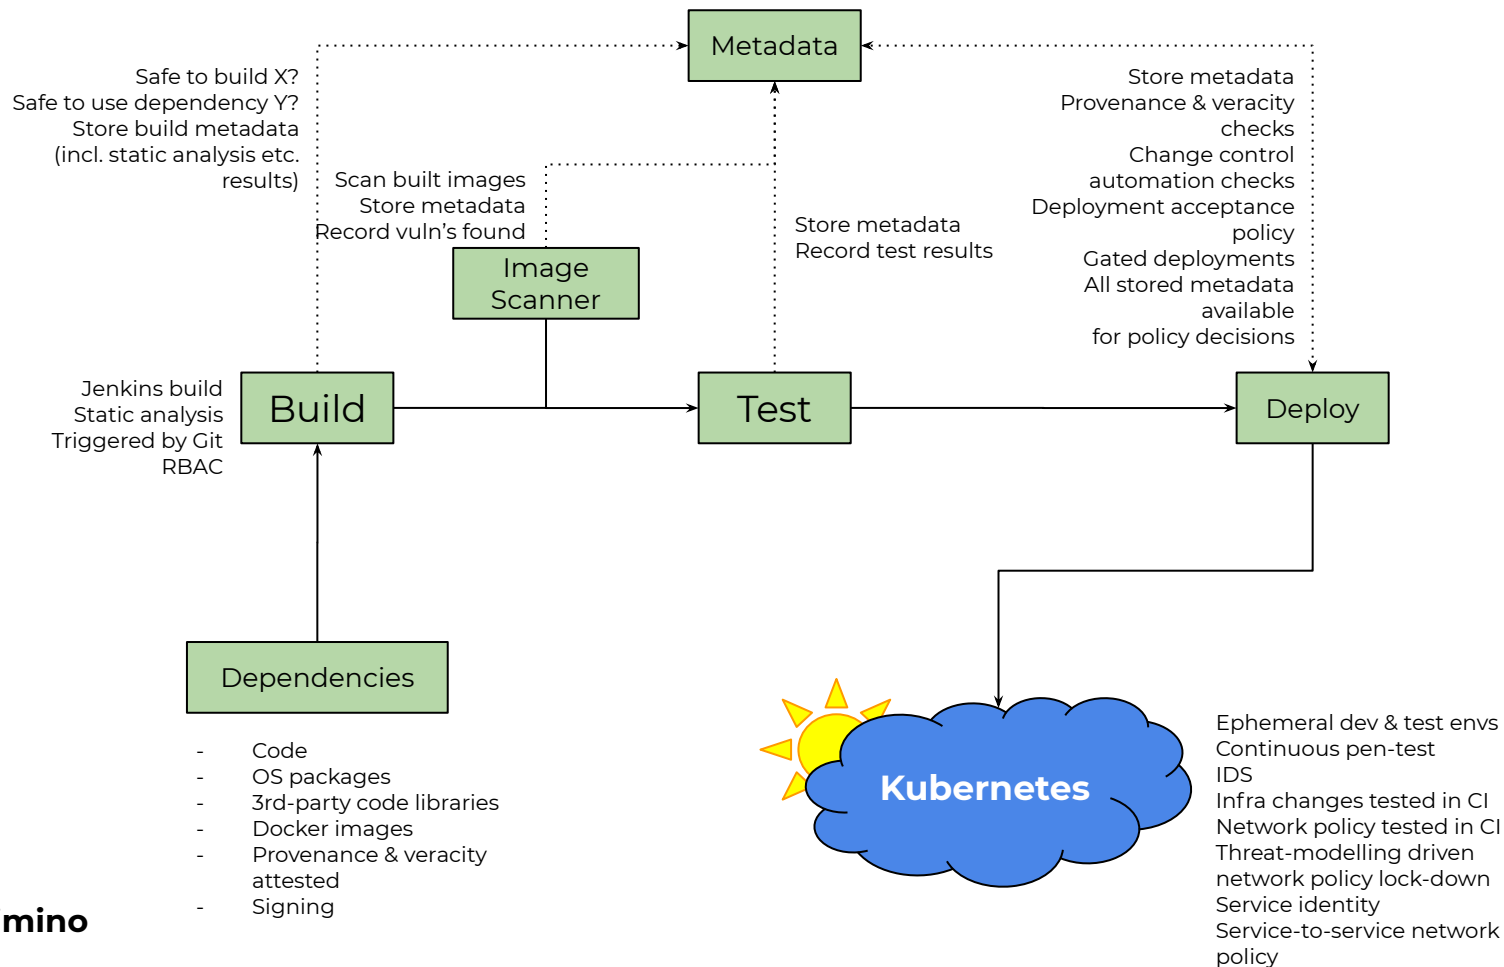 Metadata
Safe to build X?
Safe to use dependency Y?
Store build metadata
(incl. static analysis etc.
results)
Store metadata
Provenance & veracity
checks
Change control
automation checks
Deployment acceptance
policy
Gated deployments
All stored metadata
available
for policy decisions
Scan built images
Store metadata
Record vuln's found
Store metadata
Record test results
Image
Scanner
Jenkins build
Static analysis
Triggered by Git
RBAC
Build
Test
Deploy
Dependencies
- Code
- OS packages
- 3rd-party code libraries
- Docker images
- Provenance & veracity
attested
- Signing
Kubernetes
Ephemeral dev & test envs
Continuous pen-test
IDS
Infra changes tested in CI
Network policy tested in CI
Threat-modelling driven
network policy lock-down
Service identity
Service-to-service network
policy
mino